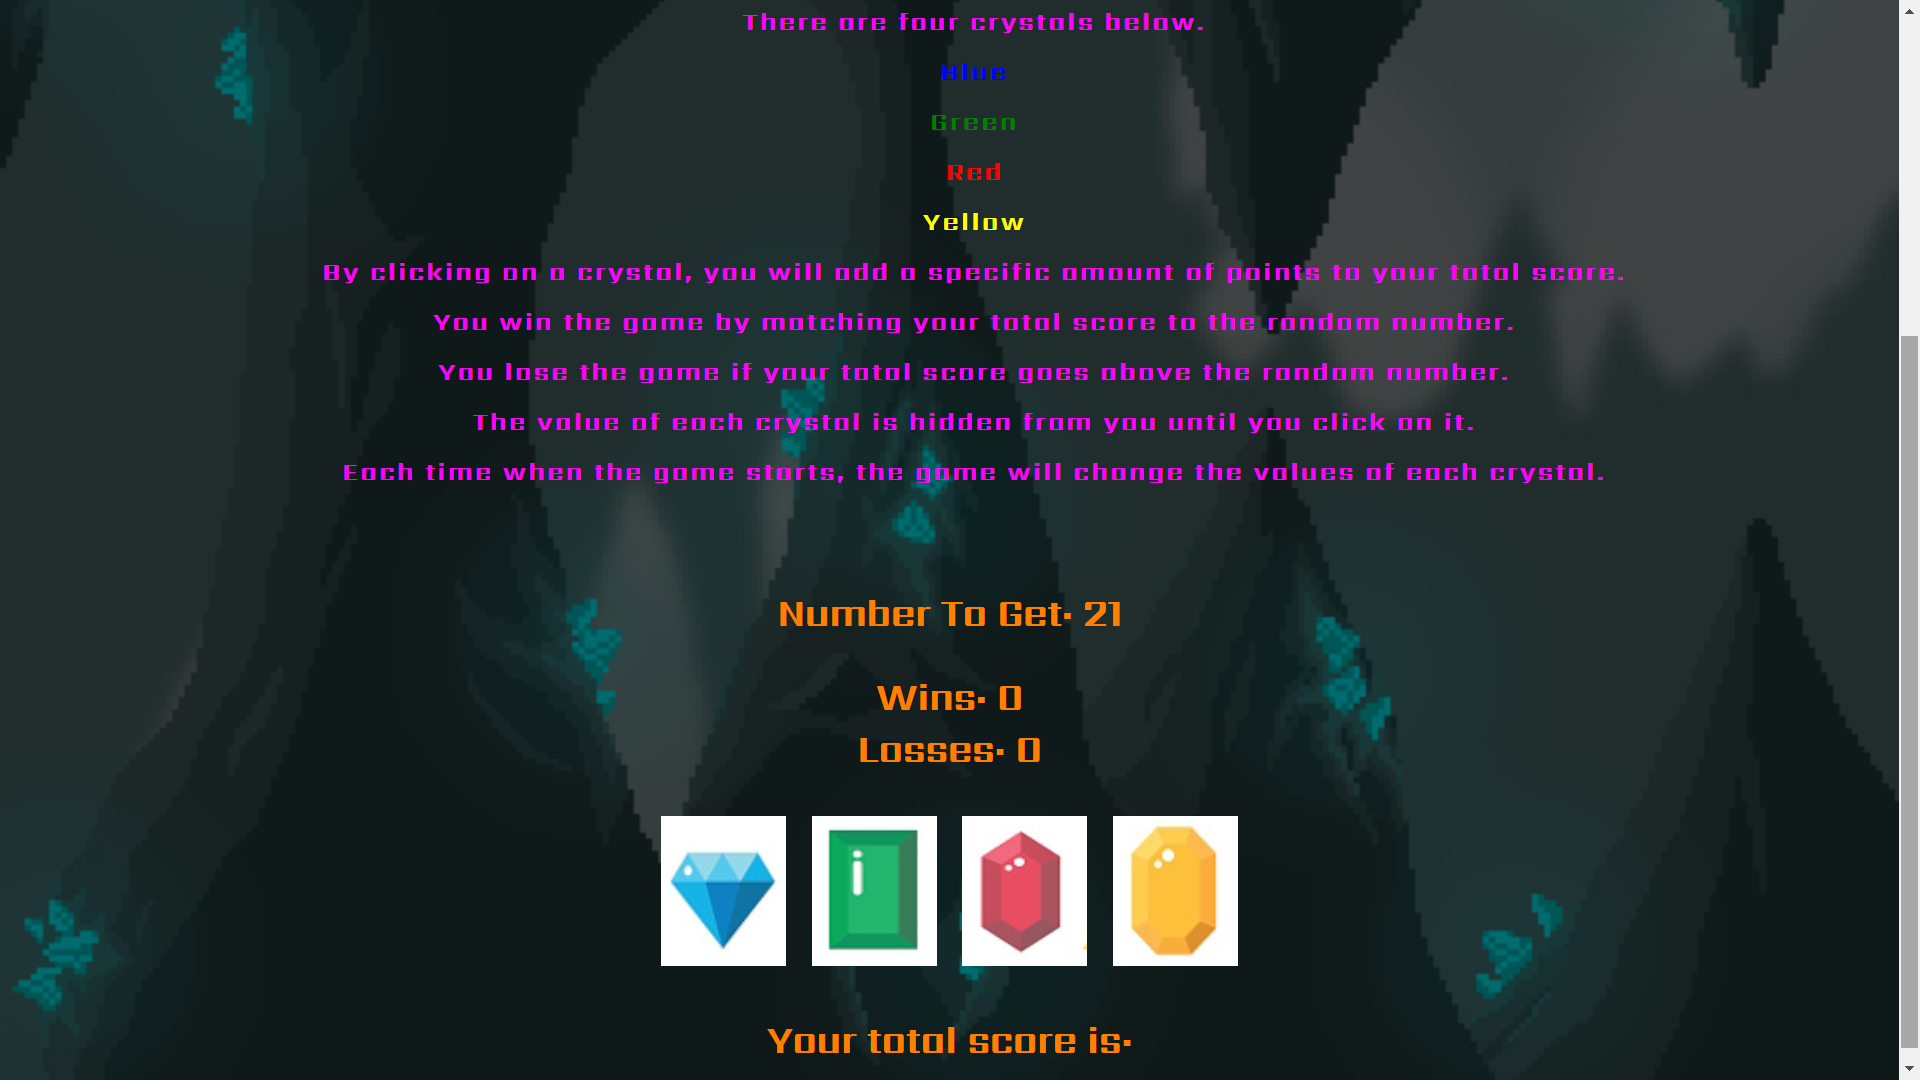 There are four crystals below.
Blue
Green
Red
Yellow
By clicking on a crystal, you will add a specific amount of points to your total score.
You win the game by matching your total score to the random number.
You lose the game if your total score goes above the random number.
The value of each crystal is hidden from you until you click on it.
Each time when the game starts, the game will change the values of each crystal.
Number To Get: 21
Wins: 0
Losses: 0
Your total score is: